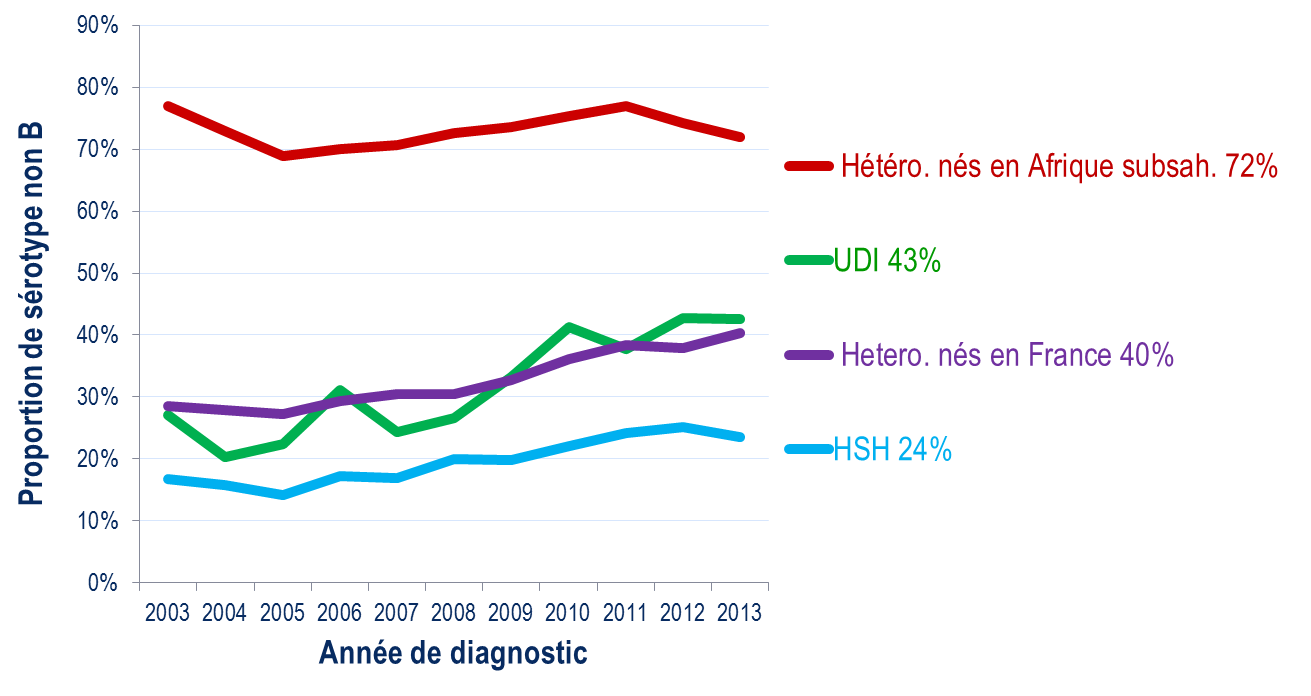 Proportion de sérotype non B
90%
80%
70%
60%
50%
40%
30%
20%
10%
0%
2003 2004 2005 2006 2007 2008 2009 2010 2011 2012 2013
Année de diagnostic
Hétéro. nés en Afrique subsah. 72%
UDI 43%
Hetero. nés en France 40%
HSH 24%